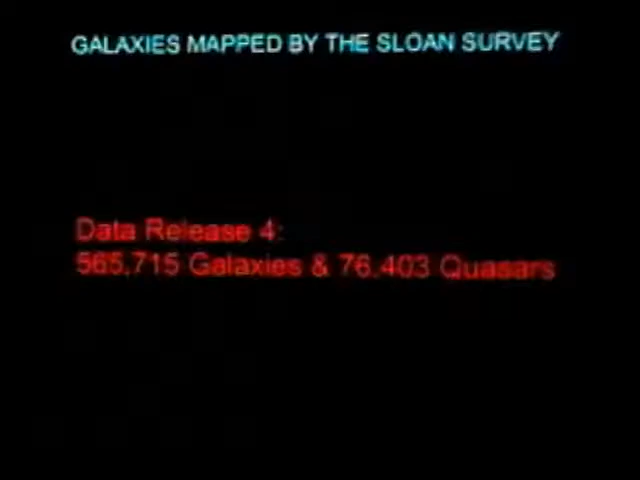 GALAXIES MAPPED BY THE SLOAN SURVEY
Data Release 4:
565,715 Galaxies & 76,403 Quasars